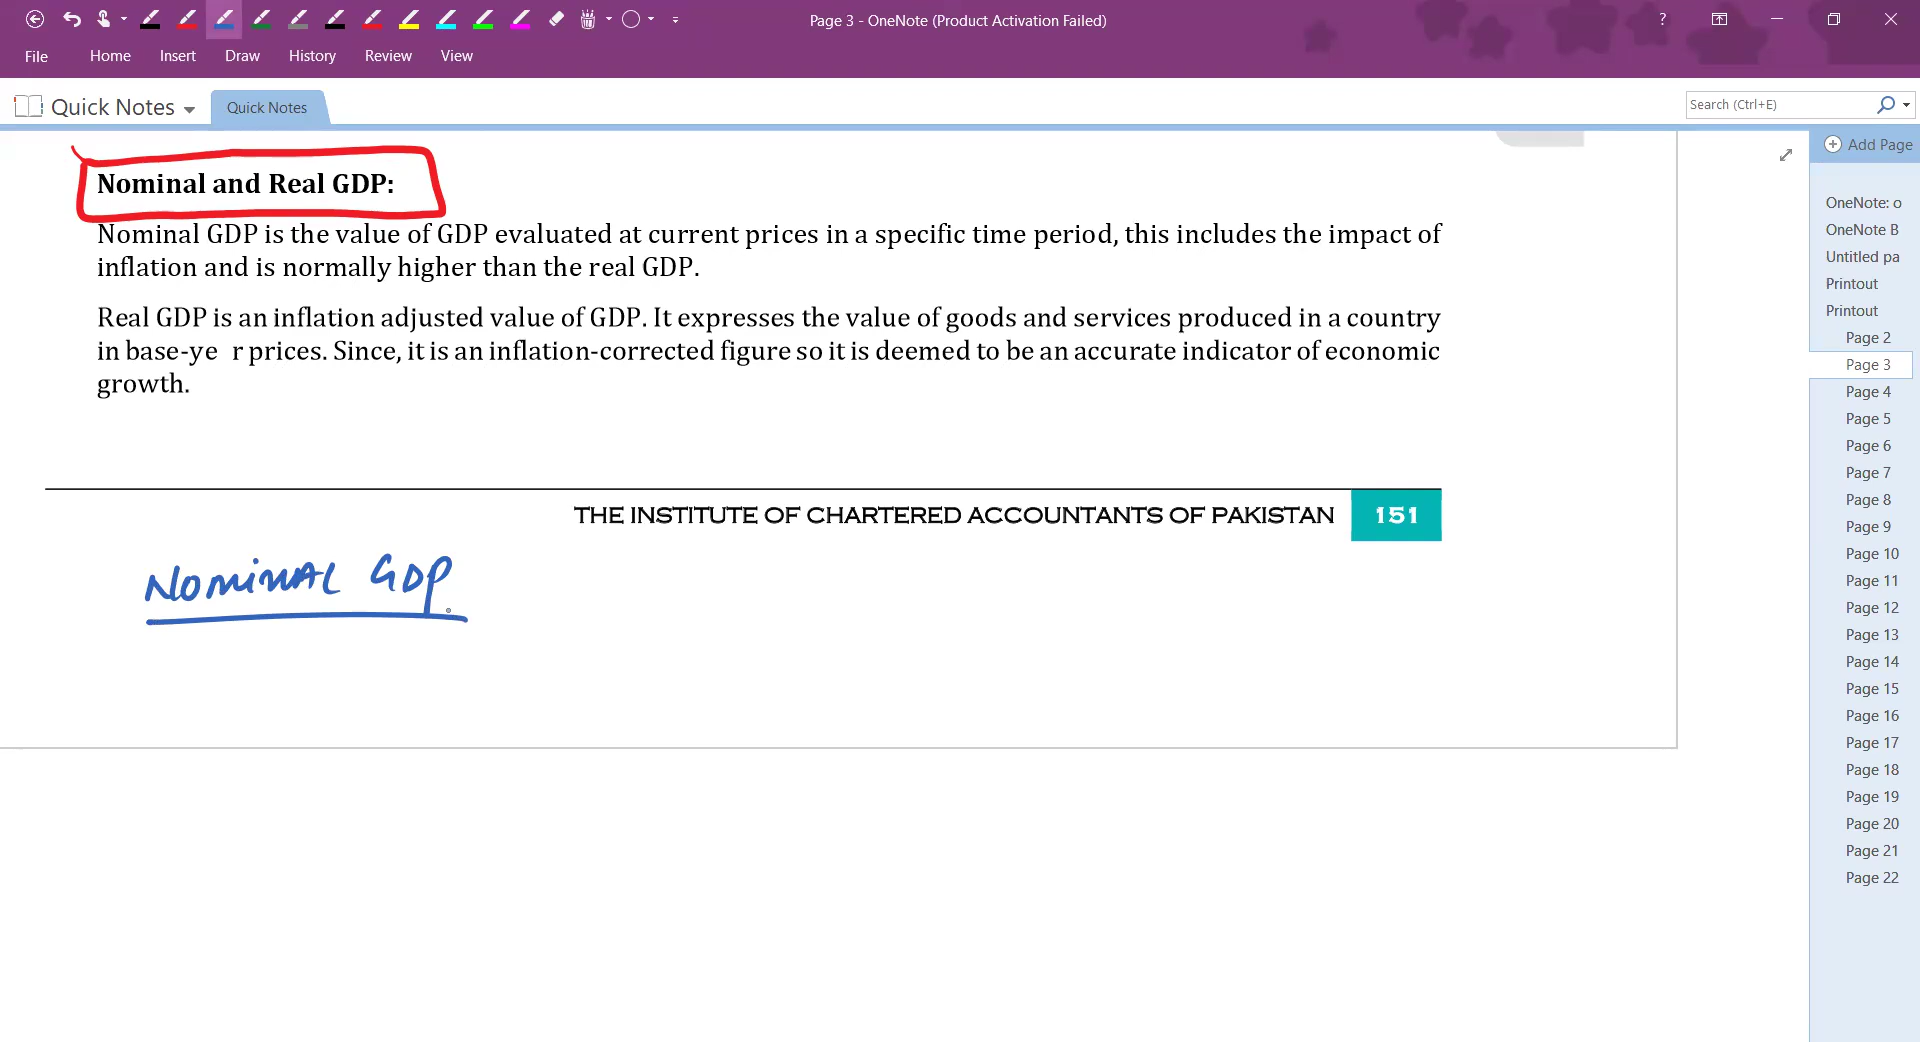 Page 3 - OneNote (Product Activation Failed)
?
File Home Insert Draw History Review View
Quick Notes
Quick Notes
Search (Ctrl+E)
Add Page
Nominal and Real GDP:
Nominal GDP is the value of GDP evaluated at current prices in a specific time period, this includes the impact of
inflation and is normally higher than the real GDP.
Real GDP is an inflation adjusted value of GDP. It expresses the value of goods and services produced in a country
in base-ye r prices. Since, it is an inflation-corrected figure so it is deemed to be an accurate indicator of economic
growth.
THE INSTITUTE OF CHARTERED ACCOUNTANTS OF PAKISTAN 151
NOMINAL GDP
OneNote: o
OneNote B
Untitled pa
Printout
Printout
Page 2
Page 3
Page 4
Page 5
Page 6
Page 7
Page 8
Page 9
Page 10
Page 11
Page 12
Page 13
Page 14
Page 15
Page 16
Page 17
Page 18
Page 19
Page 20
Page 21
Page 22